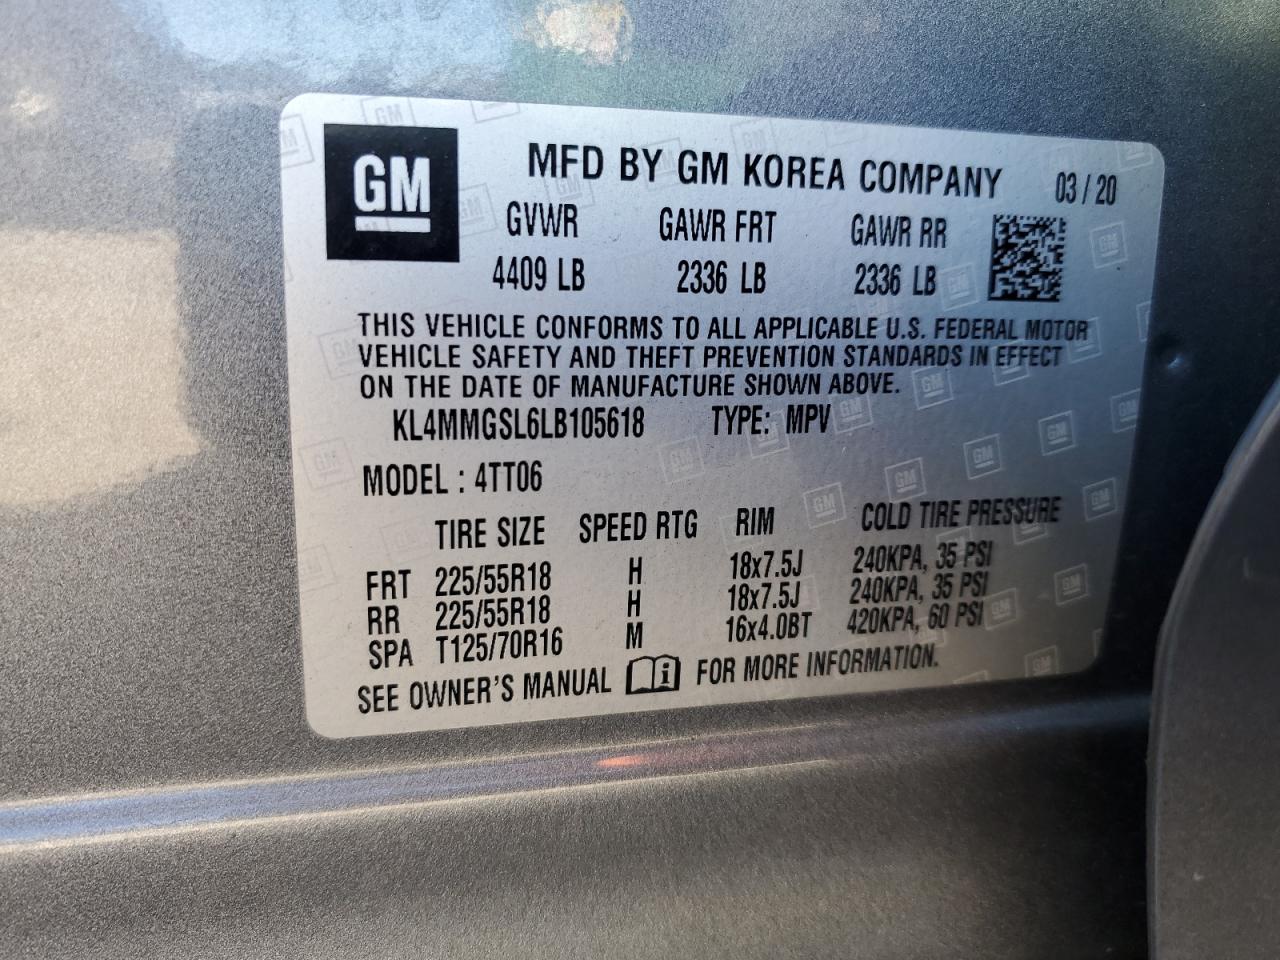 GM
MFD BY GM KOREA COMPANY 03 / 20
GVWR GAWR FRT GAWR RR
4409 LB 2336 LB 2336 LB
THIS VEHICLE CONFORMS TO ALL APPLICABLE U.S. FEDERAL MOTOR
VEHICLE SAFETY AND THEFT PREVENTION STANDARDS IN EFFECT
ON THE DATE OF MANUFACTURE SHOWN ABOVE.
KL4MMGSL6LB105618 TYPE: MPV
MODEL : 4TT06
TIRE SIZE SPEED RTG RIM COLD TIRE PRESSURE
FRT 225/55R18 H 18x7.5J 240KPA, 35 PSI
RR 225/55R18 H 18x7.5J 240KPA, 35 PSI
SPA T125/70R16 M 16x4.0BT 420KPA, 60 PSI
SEE OWNER'S MANUAL i FOR MORE INFORMATION.